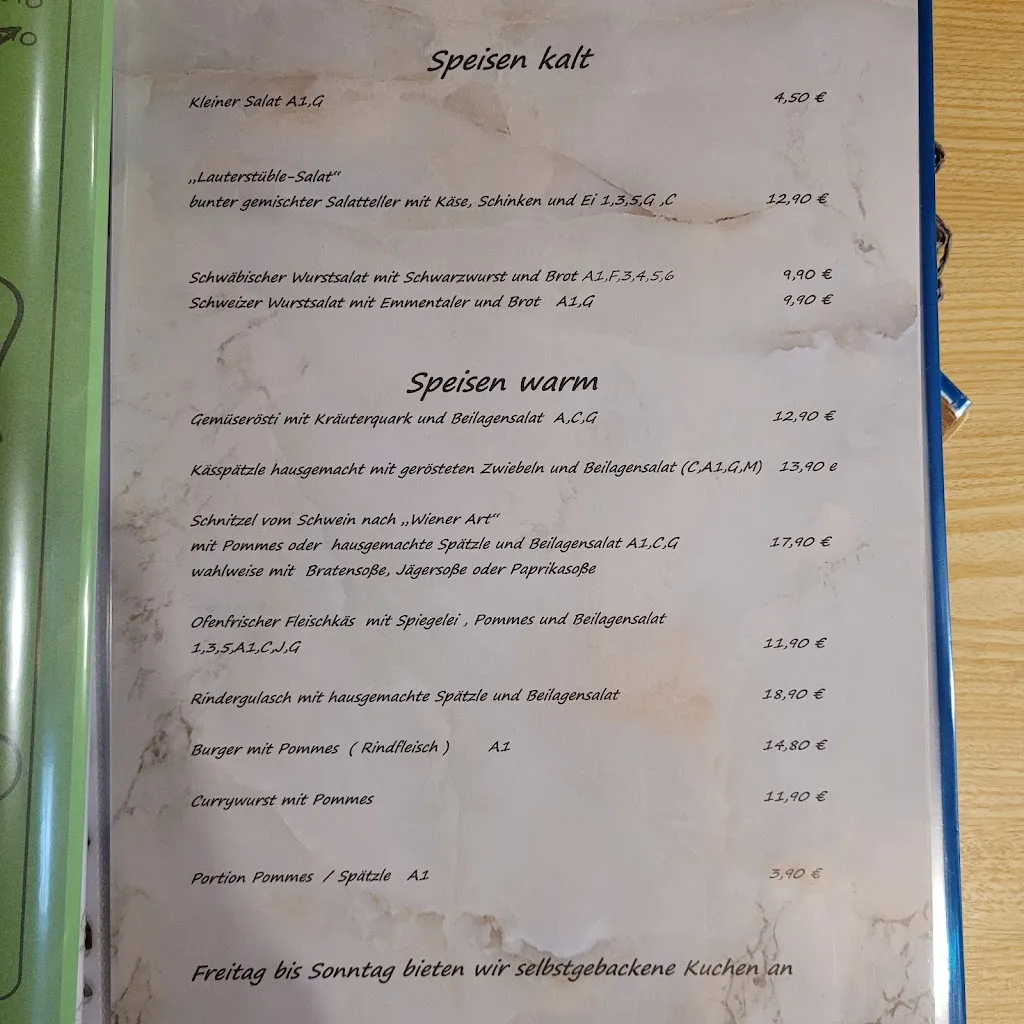 Speisen kalt
Kleiner Salat A1,G 4,50 €
„Lauterstüble-Salat“
bunter gemischter Salatteller mit Käse, Schinken und Ei 1,3,5,G ,C 12,90 €
Schwäbischer Wurstsalat mit Schwarzwurst und Brot A1,F,3,4,5,6 9,90 €
Schweizer Wurstsalat mit Emmentaler und Brot A1,G 9,90 €
Speisen warm
Gemüserösti mit Kräuterquark und Beilagensalat A,C,G 12,90 €
Kässpätzle hausgemacht mit gerösteten Zwiebeln und Beilagensalat (C,A1,G,M) 13,90 e
Schnitzel vom Schwein nach „Wiener Art“
mit Pommes oder hausgemachte Spätzle und Beilagensalat A1,C,G 17,90 €
wahlweise mit Bratensoße, Jägersoße oder Paprikasoße
Ofenfrischer Fleischkäs mit Spiegelei , Pommes und Beilagensalat
1,3,5,A1,C,J,G 11,90 €
Rindergulasch mit hausgemachte Spätzle und Beilagensalat 18,90 €
Burger mit Pommes ( Rindfleisch ) A1 14,80 €
Currywurst mit Pommes 11,90 €
Portion Pommes / Spätzle A1 3,90 €
Freitag bis Sonntag bieten wir selbstgebackene Kuchen an